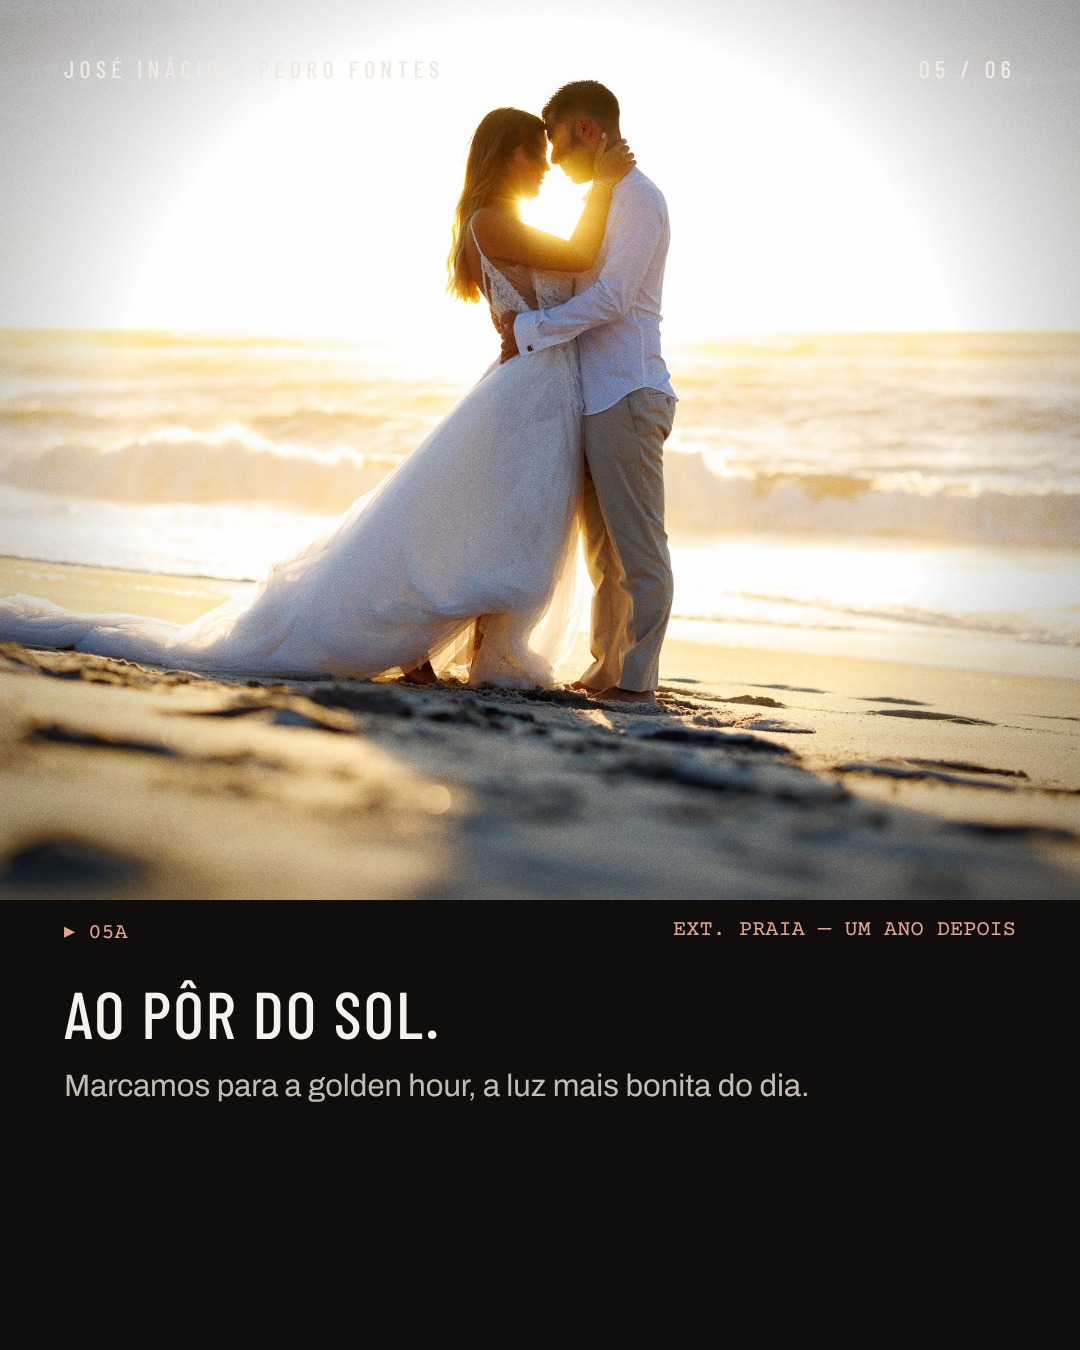 JOSÉ INÁCIO PEDRO FONTES
05 / 06
▶ 05A
EXT. PRAIA — UM ANO DEPOIS
AO PÔR DO SOL.
Marcamos para a golden hour, a luz mais bonita do dia.